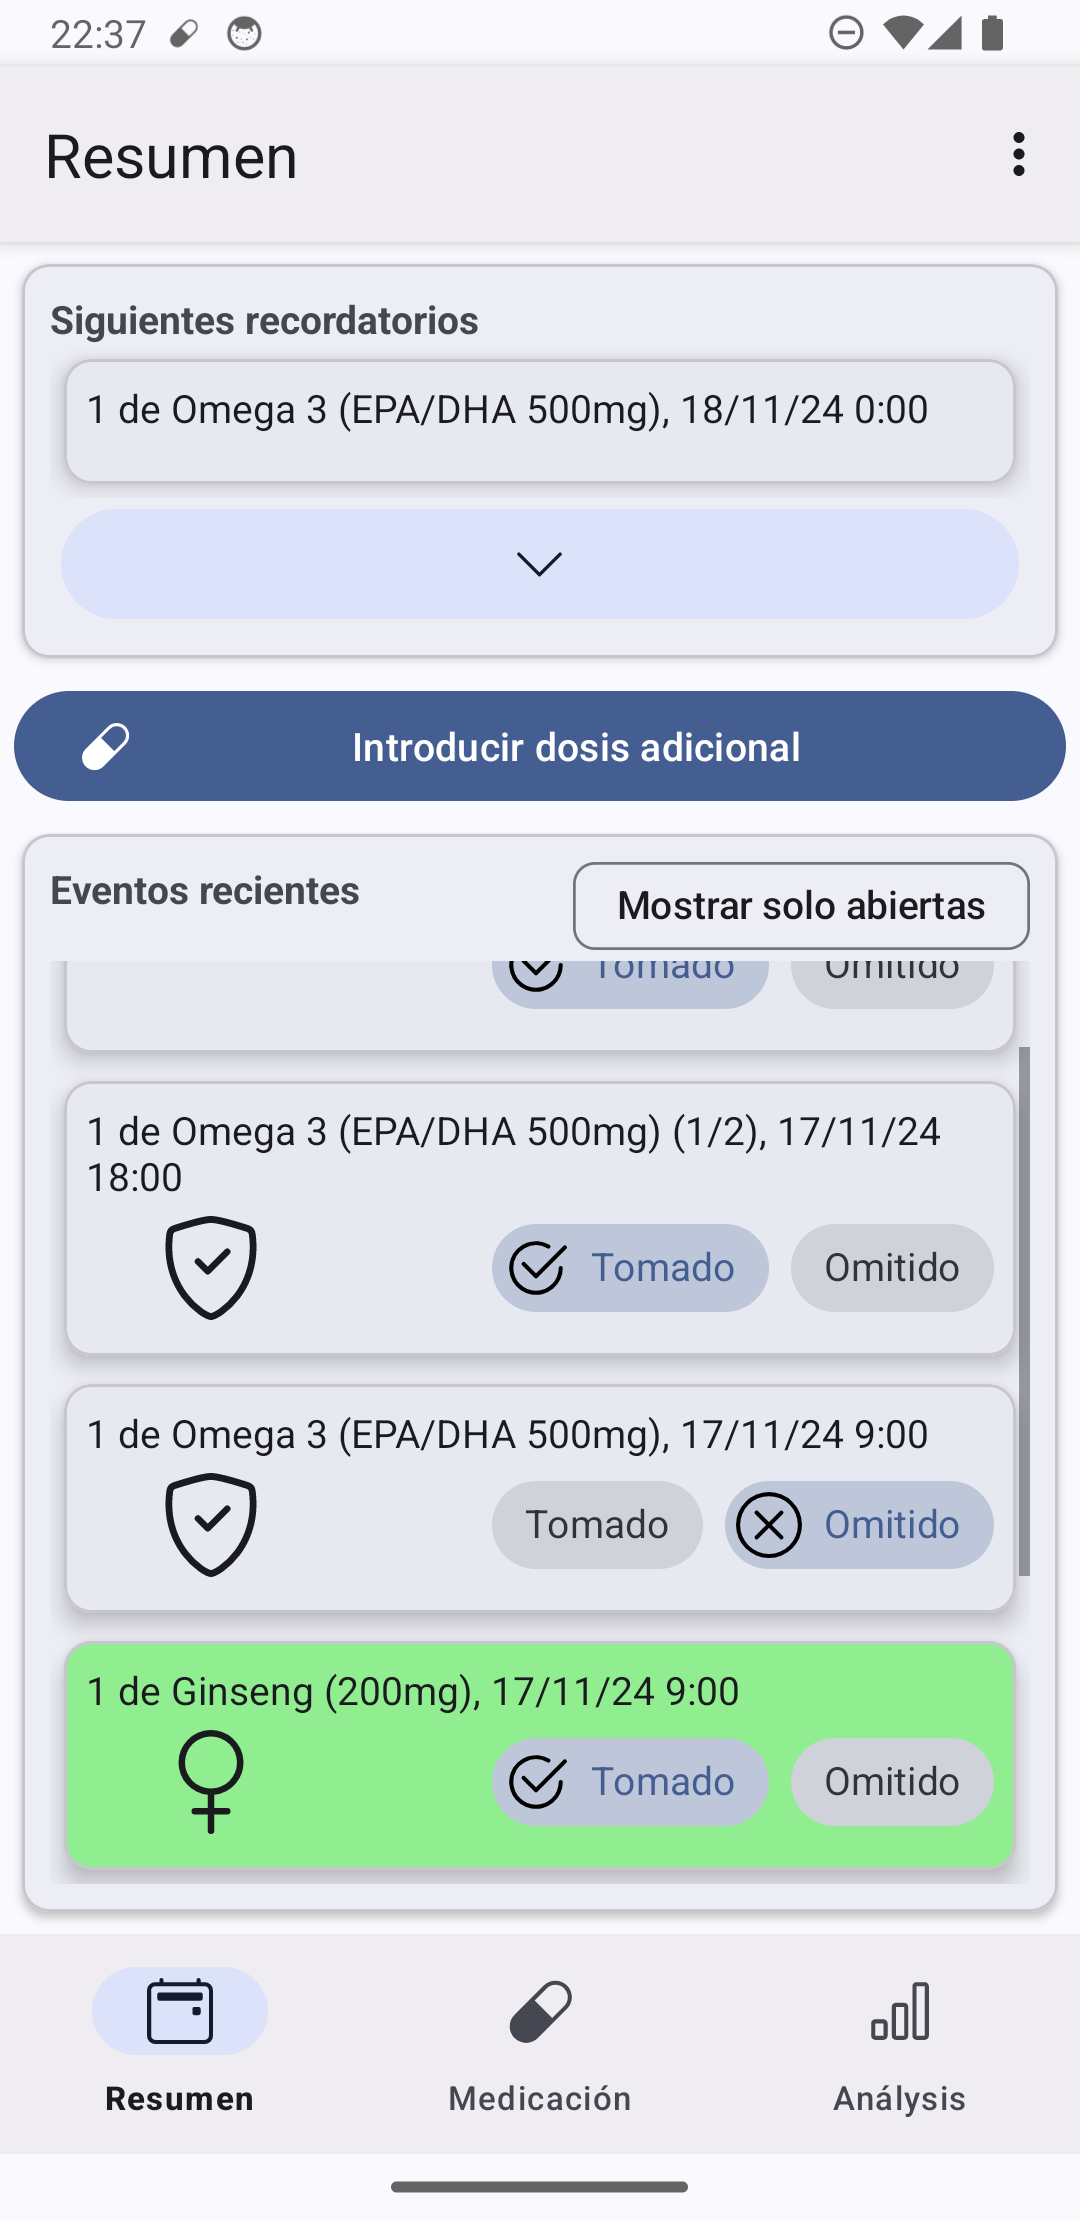 22:37
Resumen
Siguientes recordatorios
1 de Omega 3 (EPA/DHA 500mg), 18/11/24 0:00
Introducir dosis adicional
Eventos recientes
Mostrar solo abiertas
Tomado Omitido
1 de Omega 3 (EPA/DHA 500mg) (1/2), 17/11/24
18:00
Tomado Omitido
1 de Omega 3 (EPA/DHA 500mg), 17/11/24 9:00
Tomado Omitido
1 de Ginseng (200mg), 17/11/24 9:00
Tomado Omitido
Resumen Medicación Análysis